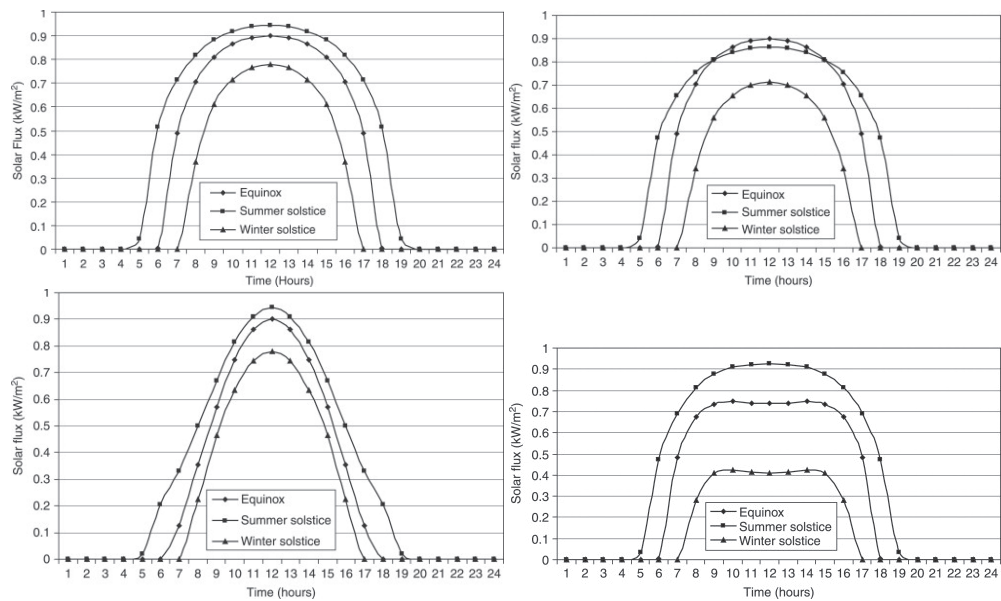 1
0.9
0.8
0.7
0.6
0.5
0.4
0.3
0.2
0.1
0
Solar Flux (kW/m²)
Equinox
Summer solstice
Winter solstice
1 2 3 4 5 6 7 8 9 10 11 12 13 14 15 16 17 18 19 20 21 22 23 24
Time (Hours)
1
0.9
0.8
0.7
0.6
0.5
0.4
0.3
0.2
0.1
0
Solar flux (kW/m²)
Equinox
Summer solstice
Winter solstice
1 2 3 4 5 6 7 8 9 10 11 12 13 14 15 16 17 18 19 20 21 22 23 24
Time (hours)
1
0.9
0.8
0.7
0.6
0.5
0.4
0.3
0.2
0.1
0
Solar flux (kW/m²)
Equinox
Summer solstice
Winter solstice
1 2 3 4 5 6 7 8 9 10 11 12 13 14 15 16 17 18 19 20 21 22 23 24
Time (hours)
1
0.9
0.8
0.7
0.6
0.5
0.4
0.3
0.2
0.1
0
Solar flux (kW/m²)
Equinox
Summer solstice
Winter solstice
1 2 3 4 5 6 7 8 9 10 11 12 13 14 15 16 17 18 19 20 21 22 23 24
Time (hours)